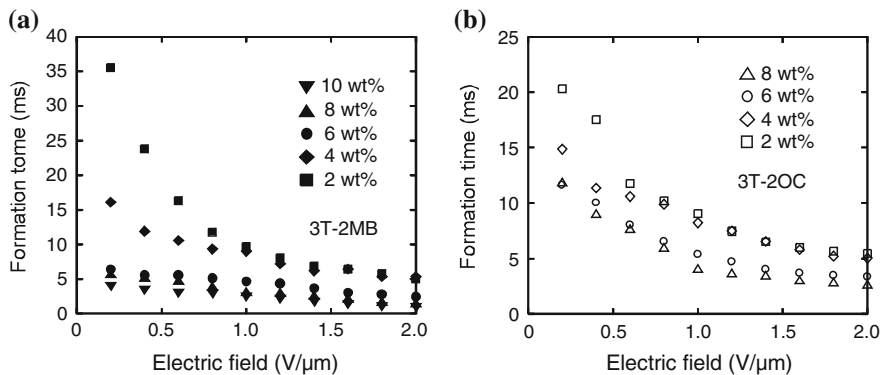 (a)
40
35
30
25
20
15
10
5
0
Formation tome (ms)
10 wt%
8 wt%
6 wt%
4 wt%
2 wt%
3T-2MB
0 0.5 1.0 1.5 2.0
Electric field (V/μm)
(b)
25
20
15
10
5
0
Formation time (ms)
8 wt%
6 wt%
4 wt%
2 wt%
3T-2OC
0 0.5 1.0 1.5 2.0
Electric field (V/μm)